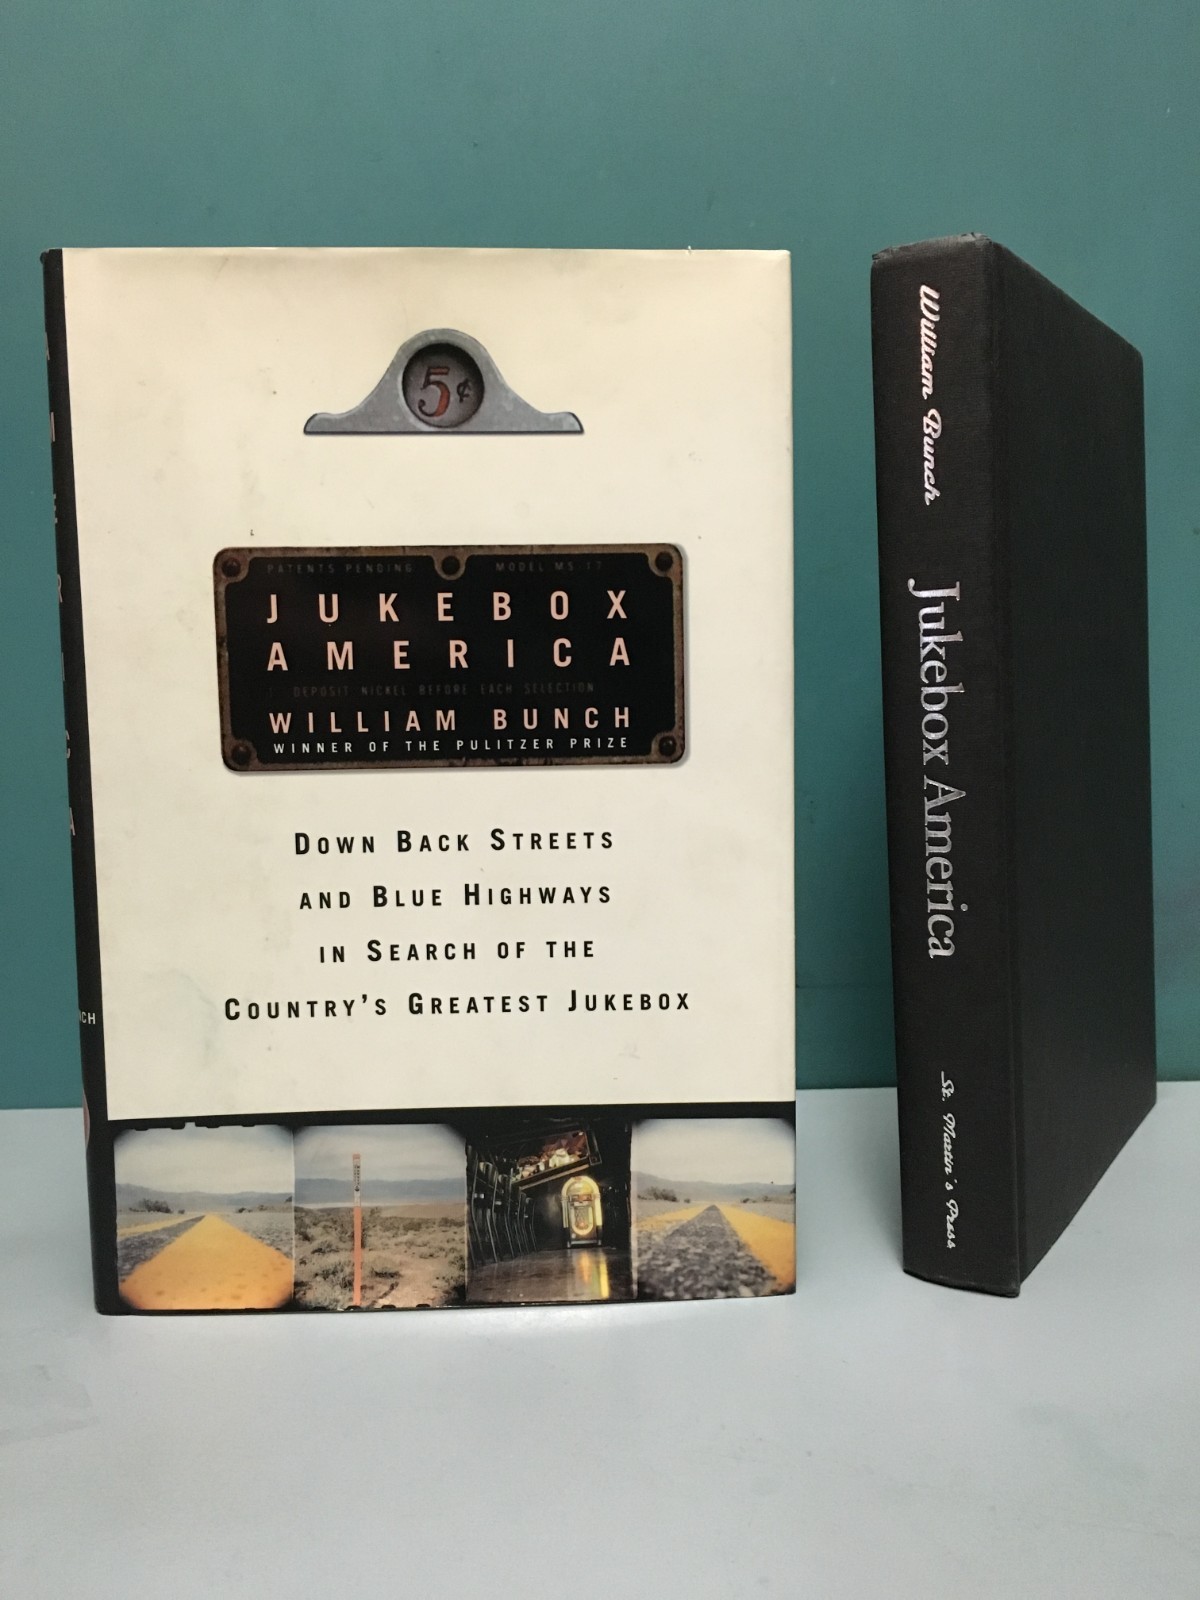 5¢
PATENTS PENDING MODEL MS-17
JUKEBOX
AMERICA
DEPOSIT NICKEL BEFORE EACH SELECTION
WILLIAM BUNCH
WINNER OF THE PULITZER PRIZE
DOWN BACK STREETS
AND BLUE HIGHWAYS
IN SEARCH OF THE
COUNTRY'S GREATEST JUKEBOX
William Bunch
Jukebox America
St. Martin's Press